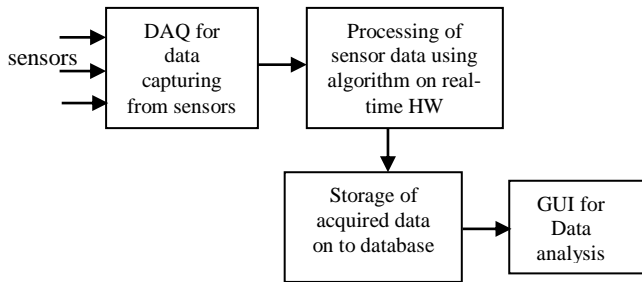 sensors
DAQ for
data
capturing
from sensors
Processing of
sensor data using
algorithm on real-
time HW
Storage of
acquired data
on to database
GUI for
Data
analysis